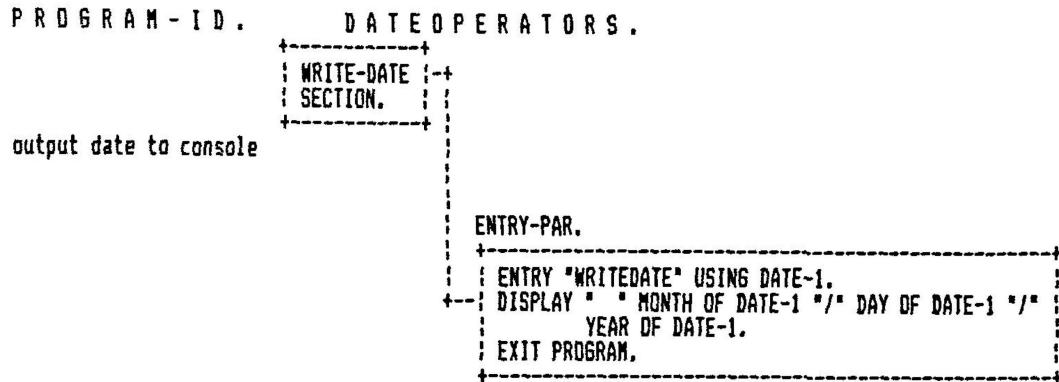 PROGRAM-ID. DATEOPERATORS.
WRITE-DATE
SECTION.
output date to console
ENTRY-PAR.
ENTRY "WRITEDATE" USING DATE-1.
DISPLAY " " MONTH OF DATE-1 "/" DAY OF DATE-1 "/"
YEAR OF DATE-1.
EXIT PROGRAM.